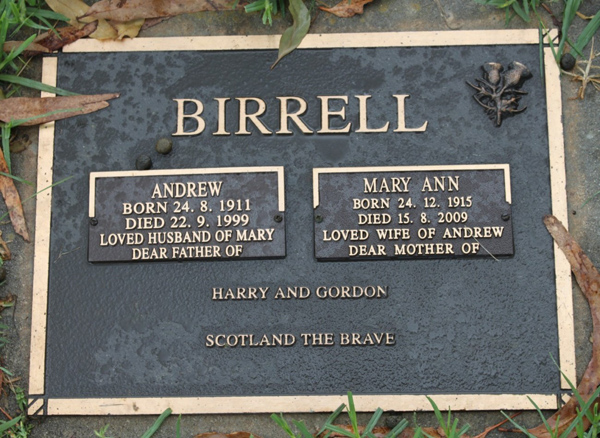 BIRRELL
ANDREW
BORN 24. 8. 1911
DIED 22. 9. 1999
LOVED HUSBAND OF MARY
DEAR FATHER OF
MARY ANN
BORN 24. 12. 1915
DIED 15. 8. 2009
LOVED WIFE OF ANDREW
DEAR MOTHER OF
HARRY AND GORDON
SCOTLAND THE BRAVE